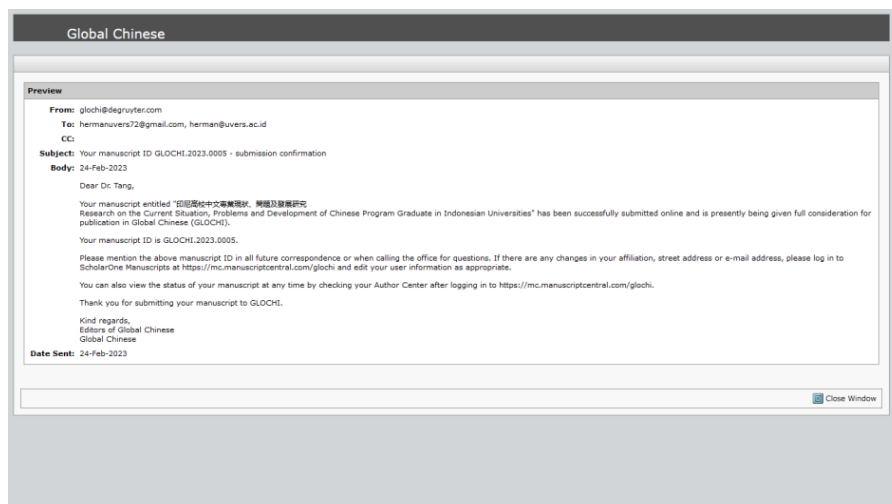 Global Chinese
Preview
From: glochi@degruyter.com
To: hermanuvers72@gmail.com, herman@uvers.ac.id
CC:
Subject: Your manuscript ID GLOCHI.2023.0005 - submission confirmation
Body: 24-Feb-2023
Dear Dr. Tang,
Your manuscript entitled "印尼高校中文專業現狀、問題及發展研究
Research on the Current Situation, Problems and Development of Chinese Program Graduate in Indonesian Universities" has been successfully submitted online and is presently being given full consideration for
publication in Global Chinese (GLOCHI).
Your manuscript ID is GLOCHI.2023.0005.
Please mention the above manuscript ID in all future correspondence or when calling the office for questions. If there are any changes in your affiliation, street address or e-mail address, please log in to
ScholarOne Manuscripts at https://mc.manuscriptcentral.com/glochi and edit your user information as appropriate.
You can also view the status of your manuscript at any time by checking your Author Center after logging in to https://mc.manuscriptcentral.com/glochi.
Thank you for submitting your manuscript to GLOCHI.
Kind regards,
Editors of Global Chinese
Global Chinese
Date Sent: 24-Feb-2023
Close Window